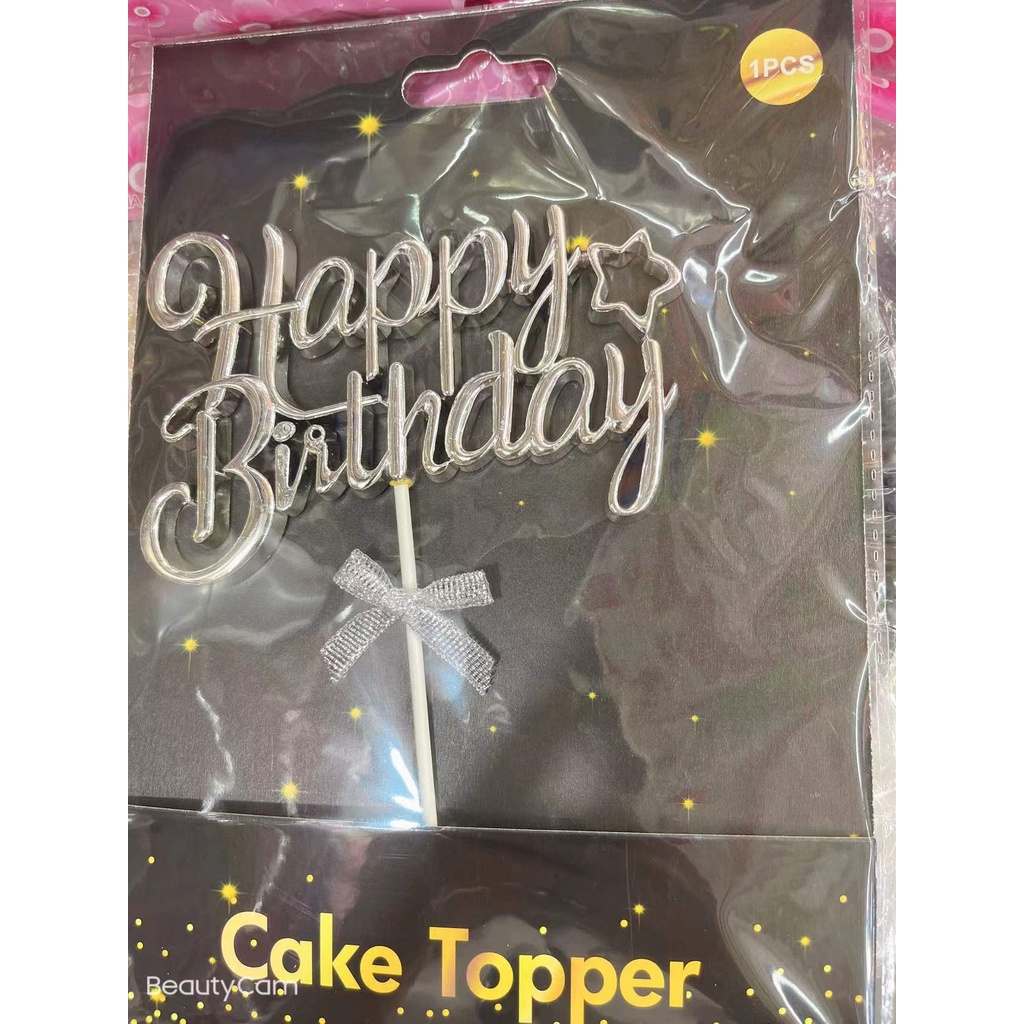 1PCS
Happy
Birthday
Cake Topper
BeautyCam